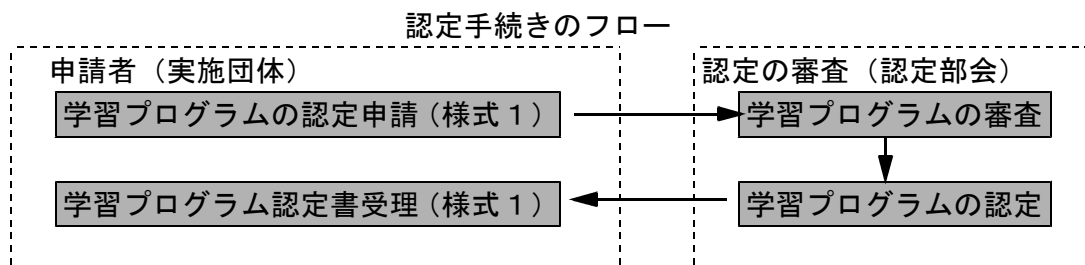 認定手続きのフロー
申請者（実施団体）
認定の審査（認定部会）
学習プログラムの認定申請（様式１）
学習プログラムの審査
学習プログラム認定書受理（様式１）
学習プログラムの認定